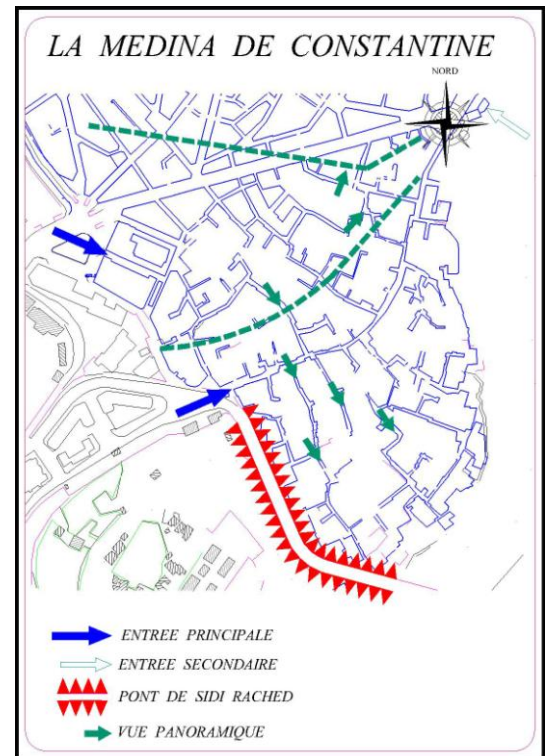 LA MEDINA DE CONSTANTINE
NORD
ENTREE PRINCIPALE
ENTREE SECONDAIRE
PONT DE SIDI RACHED
VUE PANORAMIQUE